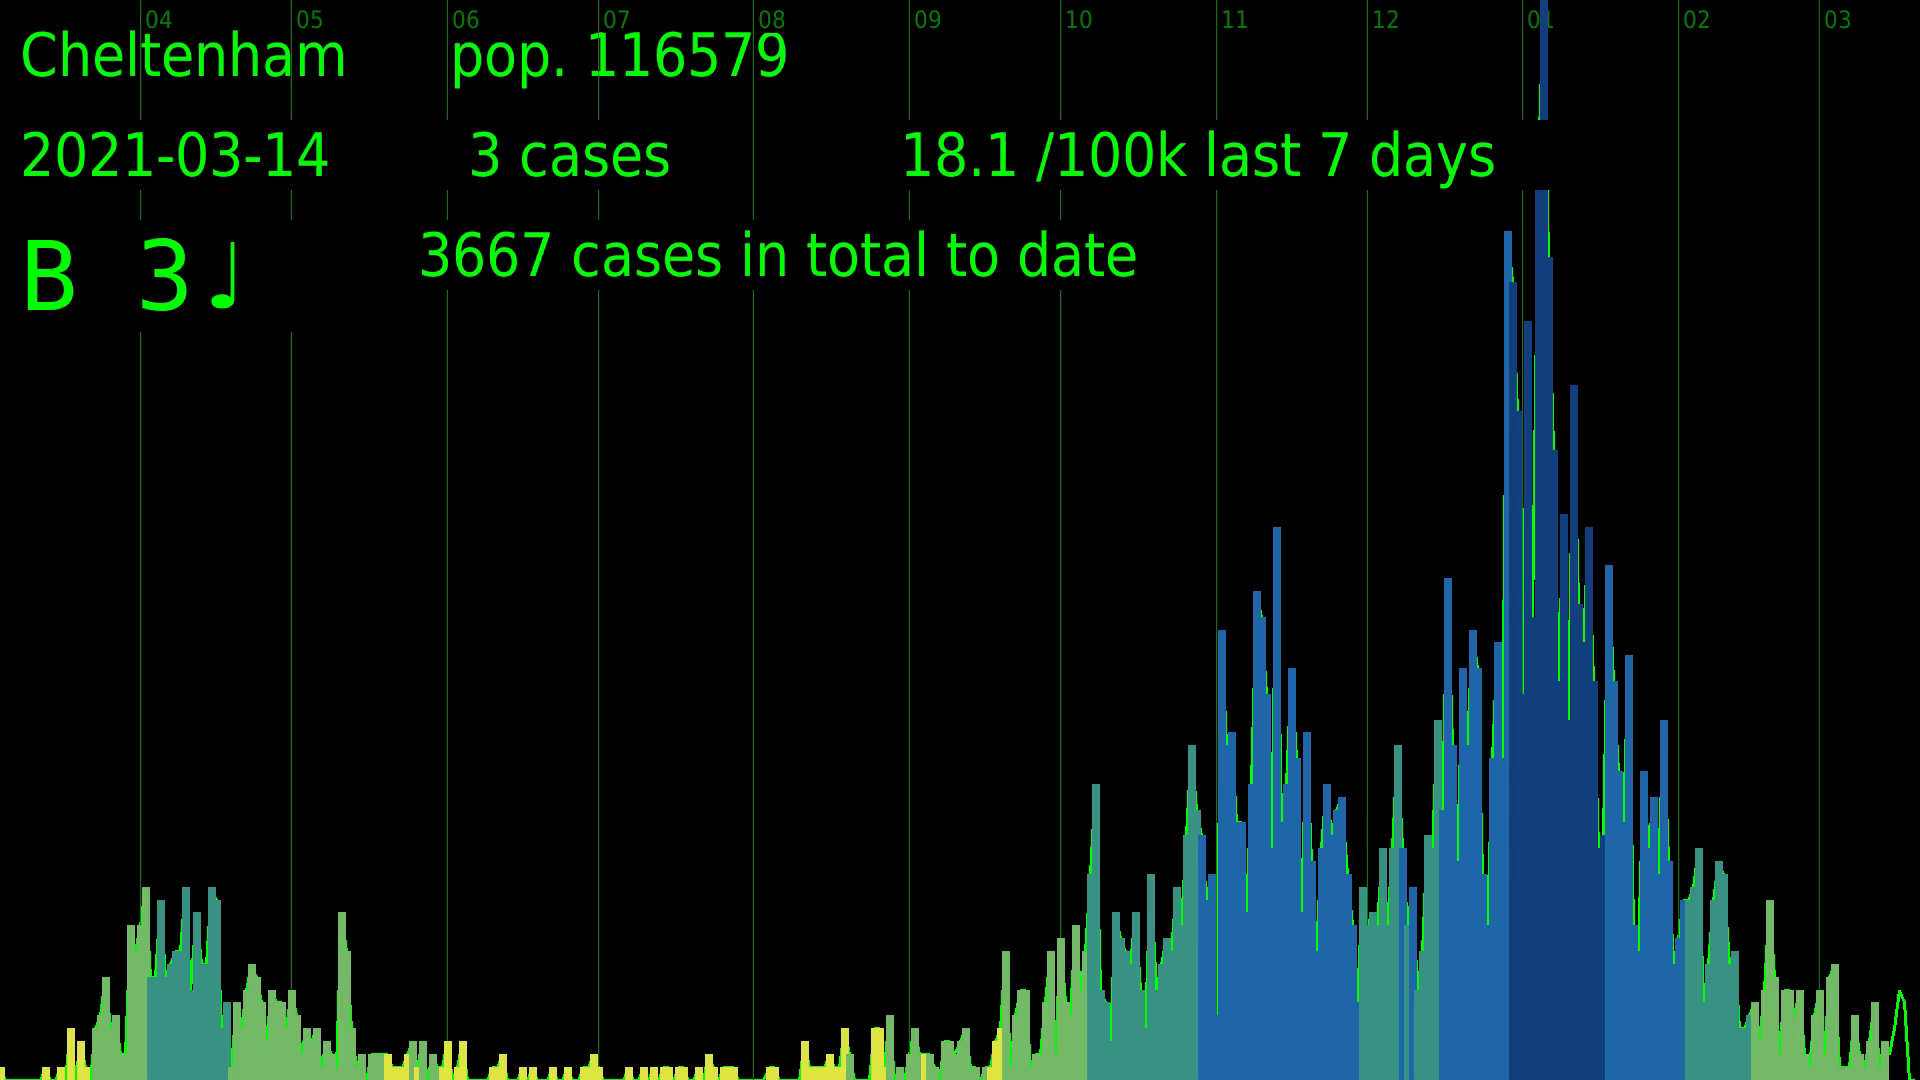 04 05 06 07 08 09 10 11 12 01 02 03
Cheltenham pop. 116579
2021-03-14 3 cases 18.1 /100k last 7 days
B 3♩ 3667 cases in total to date